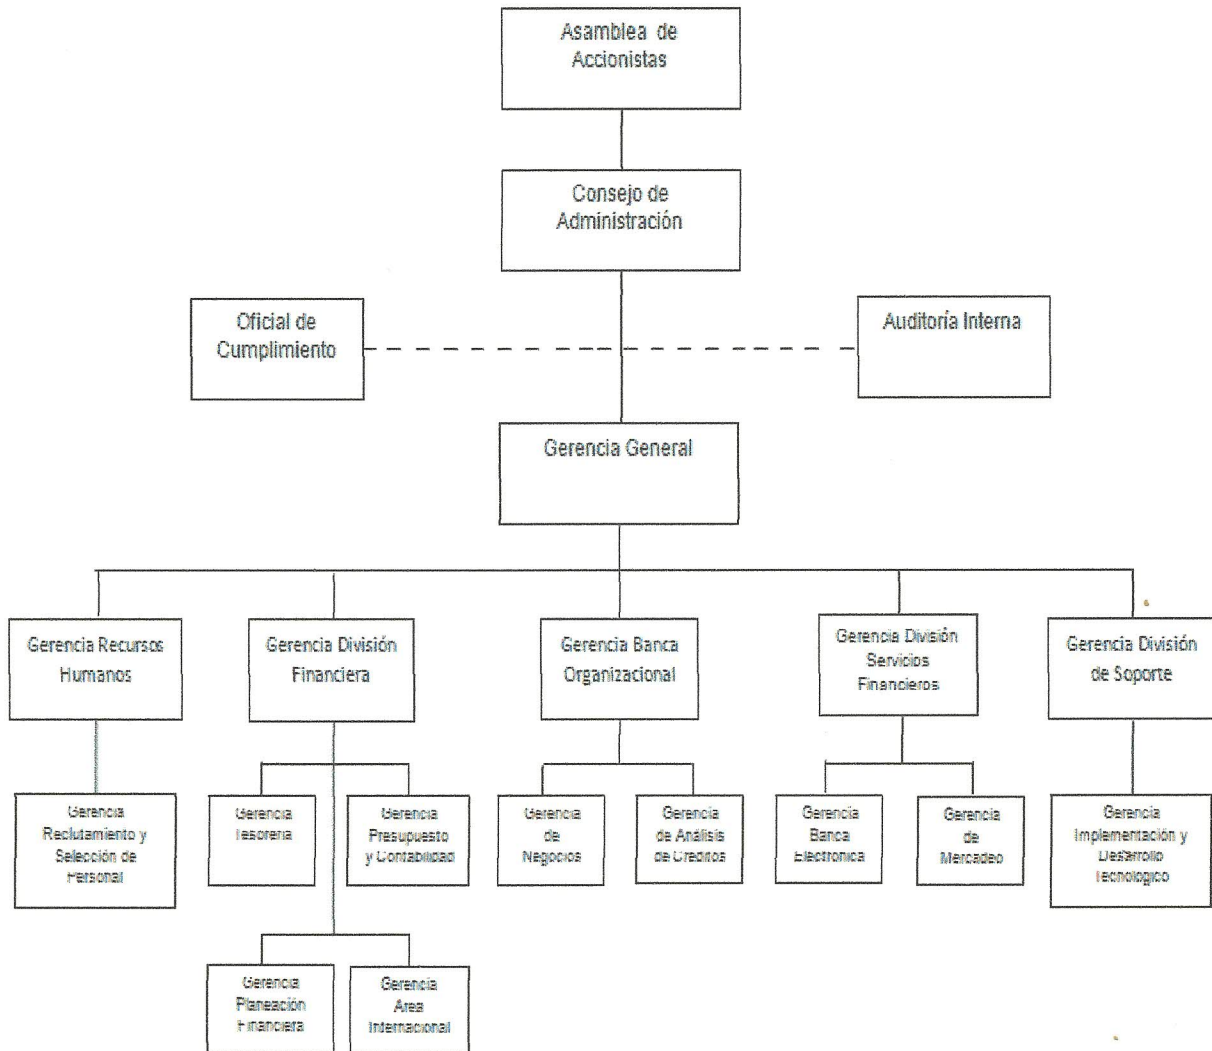 Asamblea de
Accionistas
Consejo de
Administración
Oficial de
Cumplimiento
Auditoría Interna
Gerencia General
Gerencia Recursos
Humanos
Gerencia División
Financiera
Gerencia Banca
Organizacional
Gerencia División
Servicios
Financieros
Gerencia División
de Soporte
Gerencia
Reclutamiento y
Selección de
Personal
Gerencia
Tesorería
Gerencia
Presupuesto
y Contabilidad
Gerencia
de
Negocios
Gerencia
de Análisis
de Créditos
Gerencia
Banca
Electrónica
Gerencia
de
Mercadeo
Gerencia
Implementación y
Desarrollo
Tecnológico
Gerencia
Planeación
Financiera
Gerencia
Area
Internacional